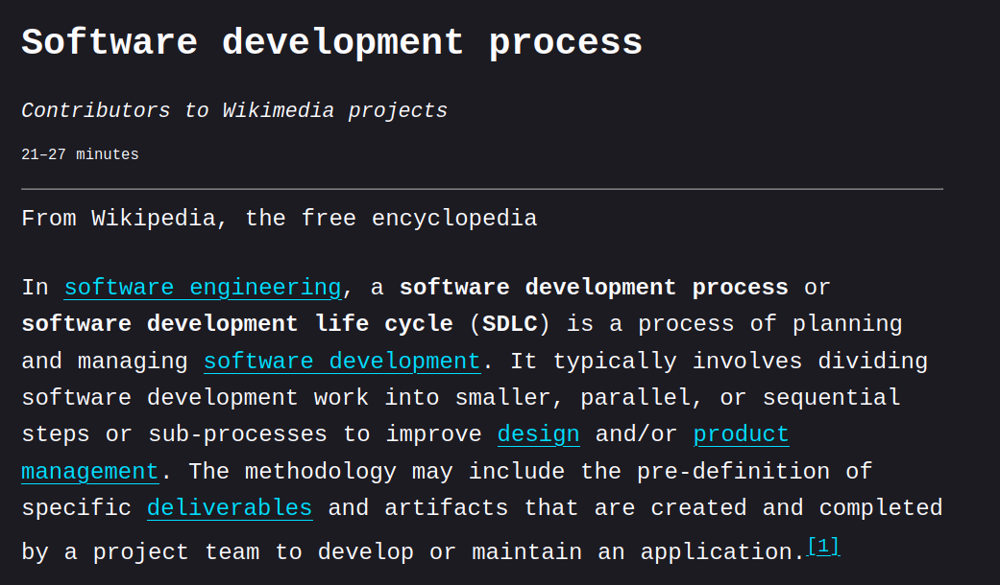 Software development process
Contributors to Wikimedia projects
21–27 minutes
From Wikipedia, the free encyclopedia
In software engineering, a software development process or
software development life cycle (SDLC) is a process of planning
and managing software development. It typically involves dividing
software development work into smaller, parallel, or sequential
steps or sub-processes to improve design and/or product
management. The methodology may include the pre-definition of
specific deliverables and artifacts that are created and completed
by a project team to develop or maintain an application.[1]